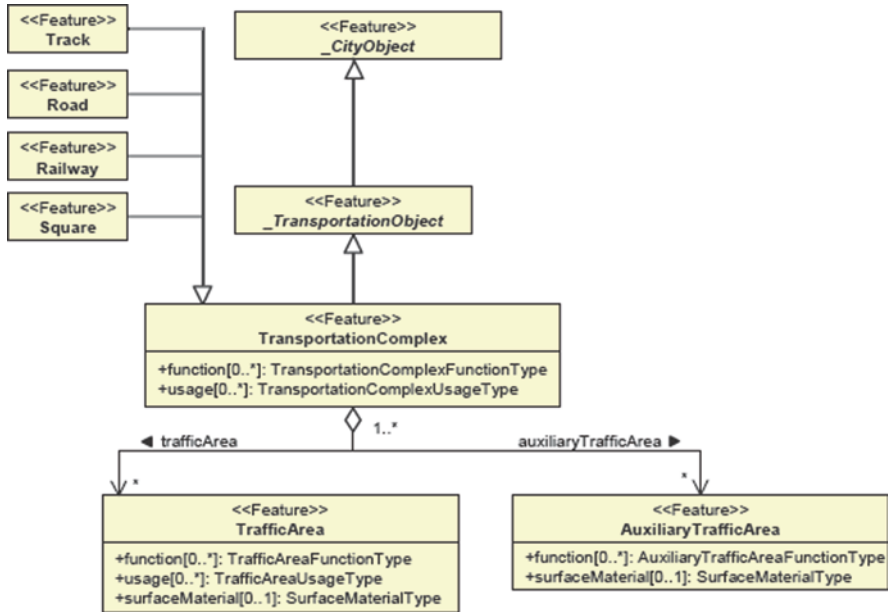 <<Feature>>
Track
<<Feature>>
Road
<<Feature>>
Railway
<<Feature>>
Square
<<Feature>>
_CityObject
<<Feature>>
_TransportationObject
<<Feature>>
TransportationComplex
+function[0..*]: TransportationComplexFunctionType
+usage[0..*]: TransportationComplexUsageType
1..*
◄ trafficArea
auxiliaryTrafficArea ►
*
*
<<Feature>>
TrafficArea
+function[0..*]: TrafficAreaFunctionType
+usage[0..*]: TrafficAreaUsageType
+surfaceMaterial[0..1]: SurfaceMaterialType
<<Feature>>
AuxiliaryTrafficArea
+function[0..*]: AuxiliaryTrafficAreaFunctionType
+surfaceMaterial[0..1]: SurfaceMaterialType